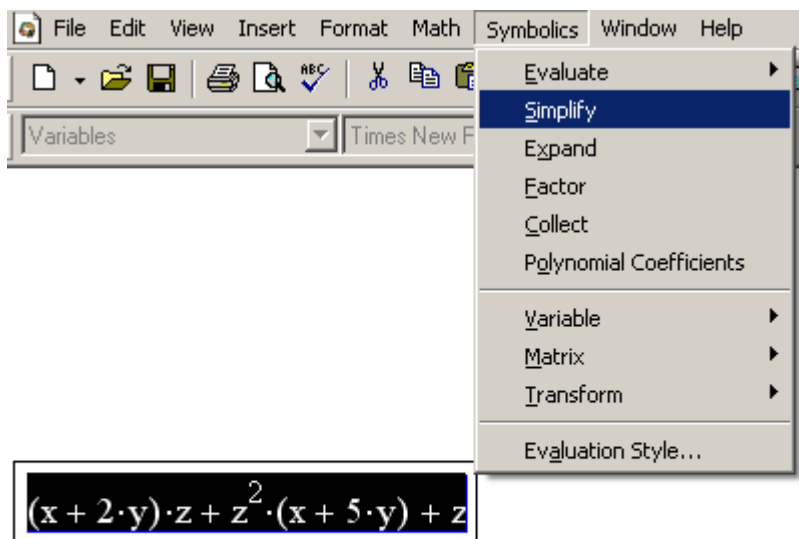 File Edit View Insert Format Math Symbolics Window Help
ABC
Variables Times New F
Evaluate
Simplify
Expand
Factor
Collect
Polynomial Coefficients
Variable
Matrix
Transform
Evaluation Style...
(x + 2·y)·z + z²·(x + 5·y) + z